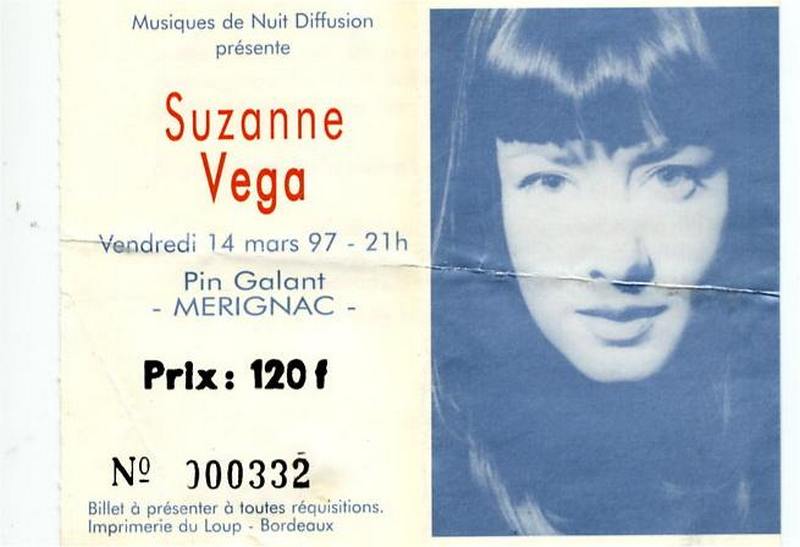 Musiques de Nuit Diffusion
présente
Suzanne
Vega
Vendredi 14 mars 97 - 21h
Pin Galant
- MERIGNAC -
Prix : 120 f
Nº 000332
Billet à présenter à toutes réquisitions.
Imprimerie du Loup - Bordeaux